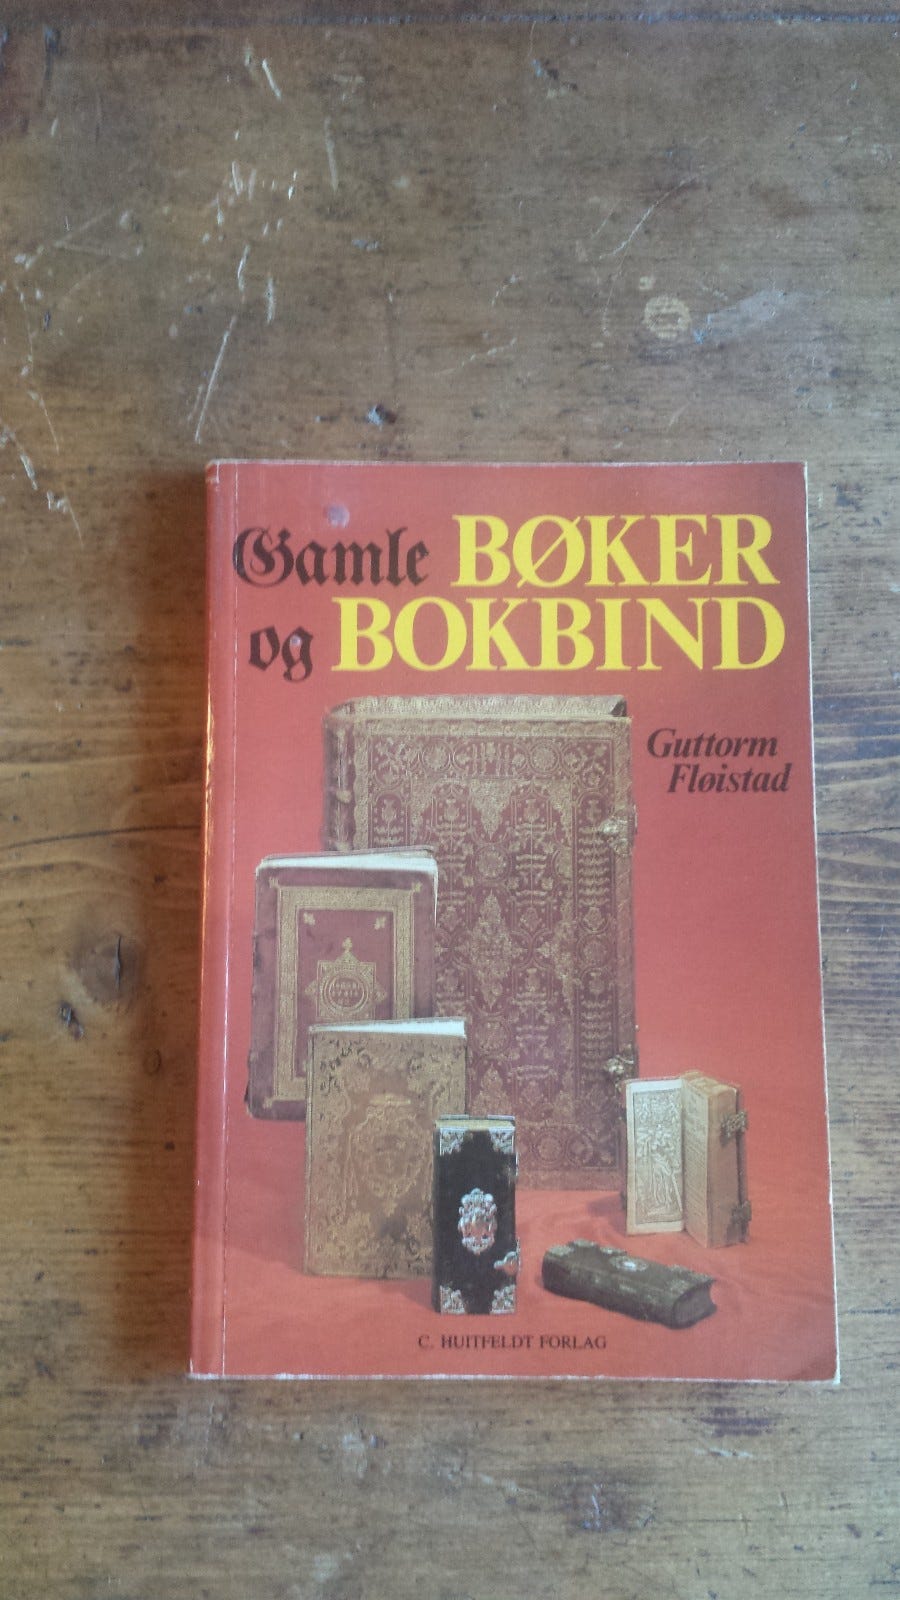 Gamle BØKER
og BOKBIND
Guttorm
Fløistad
C. HUITFELDT FORLAG